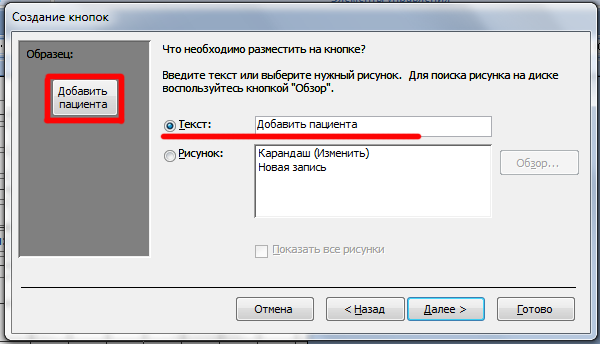 Создание кнопок
Образец:
Добавить
пациента
Что необходимо разместить на кнопке?
Введите текст или выберите нужный рисунок. Для поиска рисунка на диске
воспользуйтесь кнопкой "Обзор".
Текст:
Добавить пациента
Рисунок:
Карандаш (Изменить)
Новая запись
Обзор...
Показать все рисунки
Отмена
< Назад
Далее >
Готово